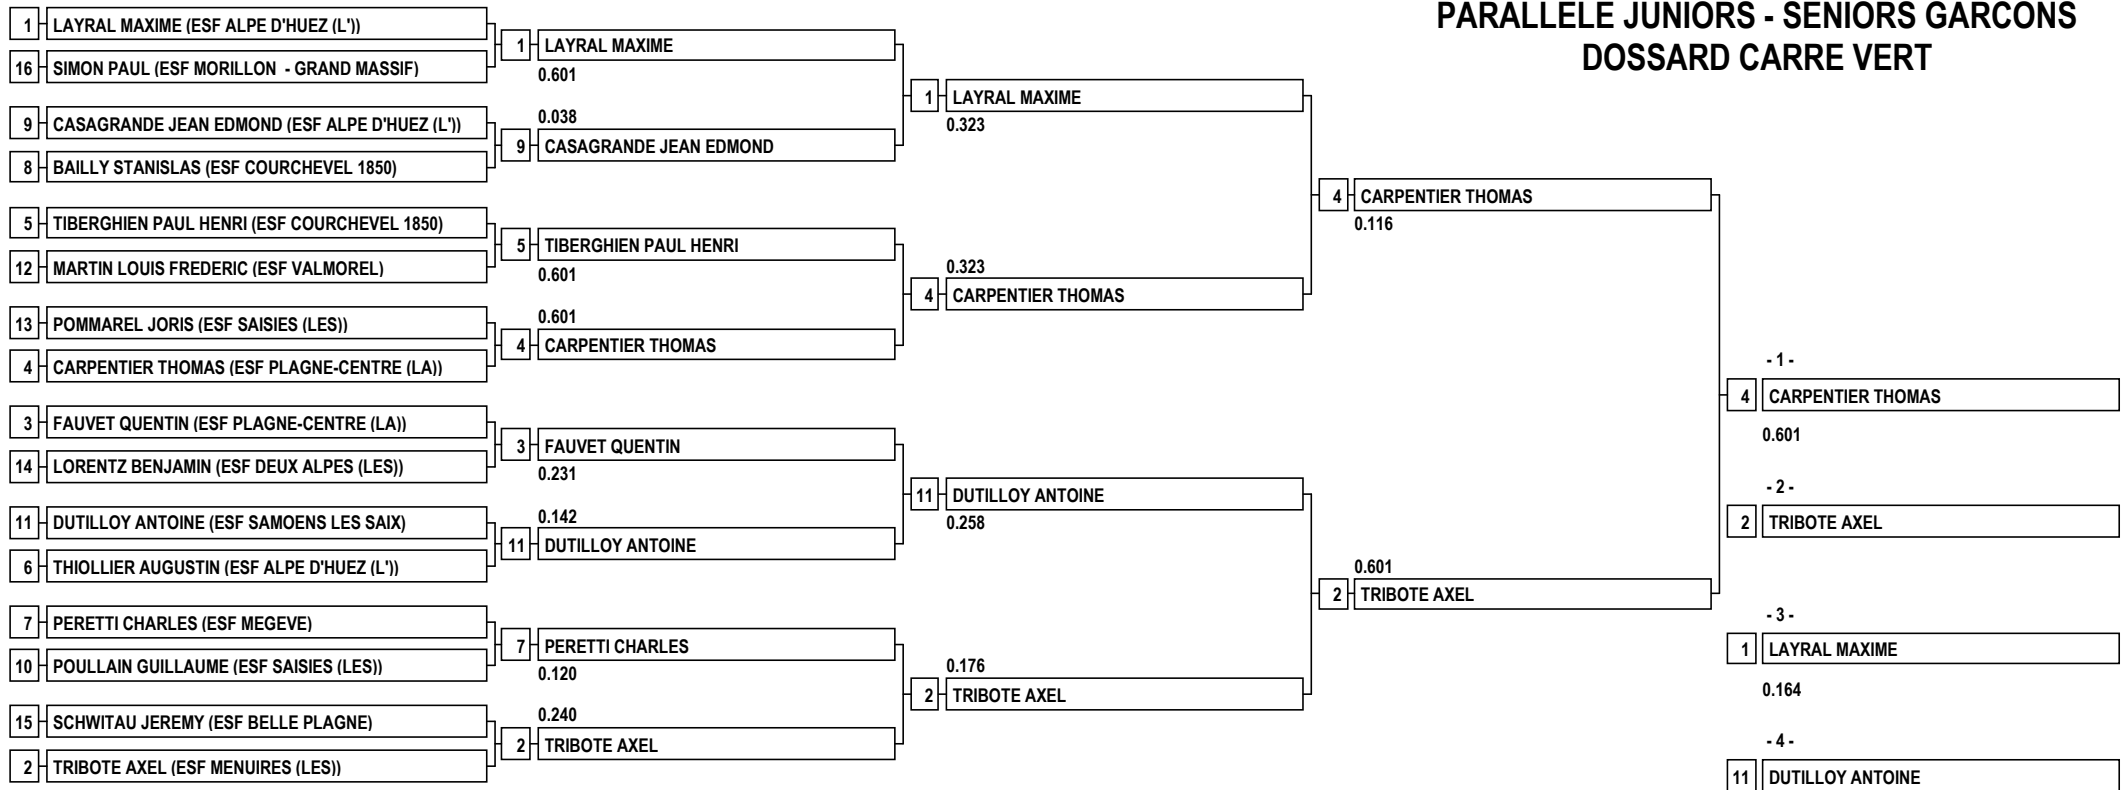 PARALLELE JUNIORS - SENIORS GARCONS
DOSSARD CARRE VERT
1 LAYRAL MAXIME (ESF ALPE D'HUEZ (L'))
16 SIMON PAUL (ESF MORILLON - GRAND MASSIF)
9 CASAGRANDE JEAN EDMOND (ESF ALPE D'HUEZ (L'))
8 BAILLY STANISLAS (ESF COURCHEVEL 1850)
5 TIBERGHIEN PAUL HENRI (ESF COURCHEVEL 1850)
12 MARTIN LOUIS FREDERIC (ESF VALMOREL)
13 POMMAREL JORIS (ESF SAISIES (LES))
4 CARPENTIER THOMAS (ESF PLAGNE-CENTRE (LA))
3 FAUVET QUENTIN (ESF PLAGNE-CENTRE (LA))
14 LORENTZ BENJAMIN (ESF DEUX ALPES (LES))
11 DUTILLOY ANTOINE (ESF SAMOENS LES SAIX)
6 THIOLLIER AUGUSTIN (ESF ALPE D'HUEZ (L'))
7 PERETTI CHARLES (ESF MEGEVE)
10 POULLAIN GUILLAUME (ESF SAISIES (LES))
15 SCHWITAU JEREMY (ESF BELLE PLAGNE)
2 TRIBOTE AXEL (ESF MENUIRES (LES))
1 LAYRAL MAXIME
0.601
0.038
9 CASAGRANDE JEAN EDMOND
5 TIBERGHIEN PAUL HENRI
0.601
0.601
4 CARPENTIER THOMAS
3 FAUVET QUENTIN
0.231
0.142
11 DUTILLOY ANTOINE
7 PERETTI CHARLES
0.120
0.240
2 TRIBOTE AXEL
1 LAYRAL MAXIME
0.323
0.323
4 CARPENTIER THOMAS
11 DUTILLOY ANTOINE
0.258
0.176
2 TRIBOTE AXEL
4 CARPENTIER THOMAS
0.116
0.601
2 TRIBOTE AXEL
- 1 -
4 CARPENTIER THOMAS
0.601
- 2 -
2 TRIBOTE AXEL
- 3 -
1 LAYRAL MAXIME
0.164
- 4 -
11 DUTILLOY ANTOINE